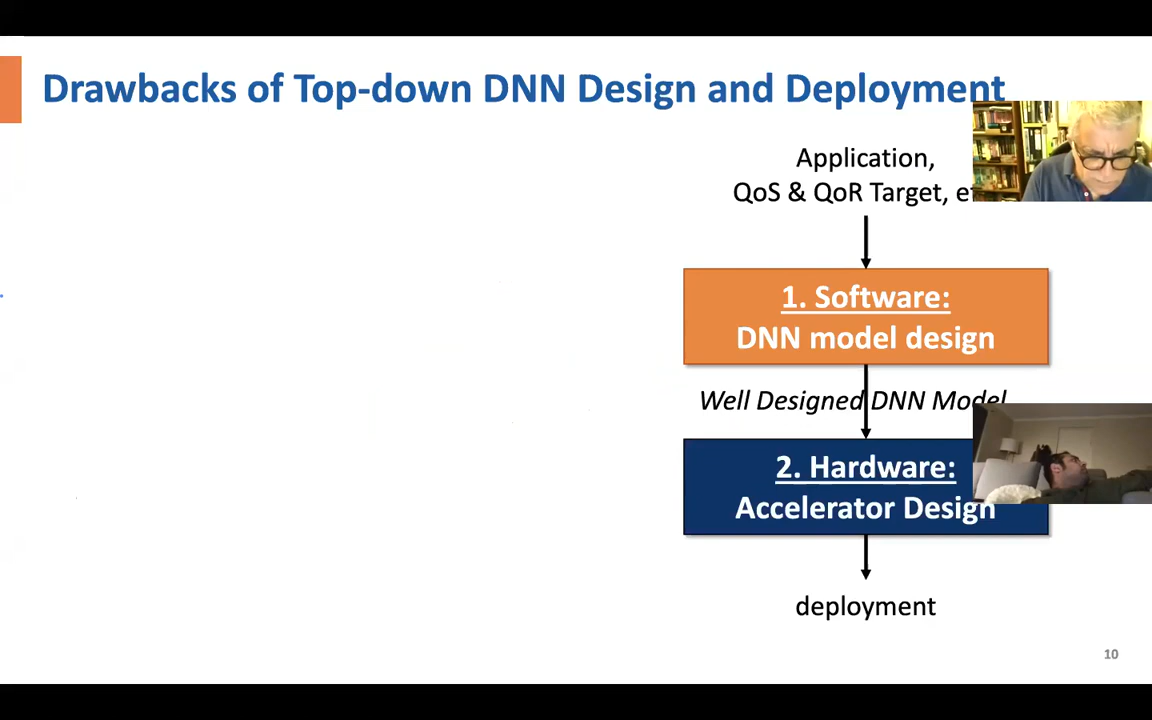 Drawbacks of Top-down DNN Design and Deployment
Application,
QoS & QoR Target,
1. Software:
DNN model design
Well Designed DNN Model
2. Hardware:
Accelerator Design
deployment
10